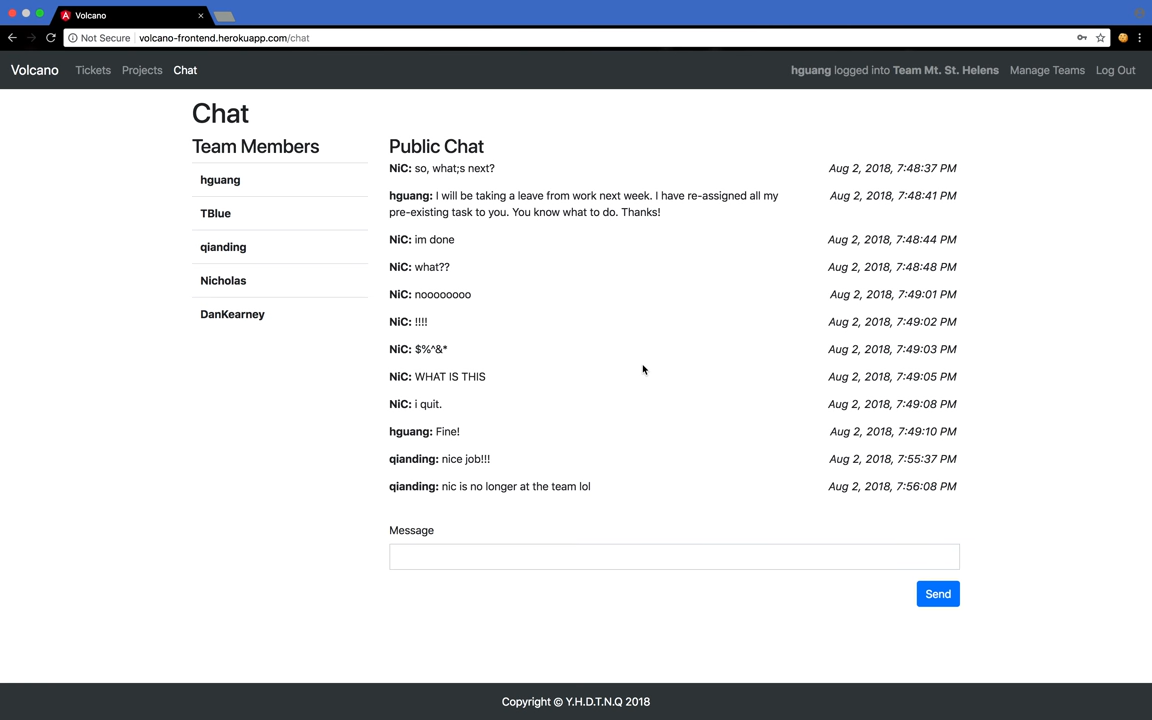 Volcano
Not Secure volcano-frontend.herokuapp.com/chat
Volcano Tickets Projects Chat hguang logged into Team Mt. St. Helens Manage Teams Log Out
Chat
Team Members
hguang
TBlue
qianding
Nicholas
DanKearney
Public Chat
NiC: so, what;s next? Aug 2, 2018, 7:48:37 PM
hguang: I will be taking a leave from work next week. I have re-assigned all my Aug 2, 2018, 7:48:41 PM
pre-existing task to you. You know what to do. Thanks!
NiC: im done Aug 2, 2018, 7:48:44 PM
NiC: what?? Aug 2, 2018, 7:48:48 PM
NiC: noooooooo Aug 2, 2018, 7:49:01 PM
NiC: !!!! Aug 2, 2018, 7:49:02 PM
NiC: $%^&* Aug 2, 2018, 7:49:03 PM
NiC: WHAT IS THIS Aug 2, 2018, 7:49:05 PM
NiC: i quit. Aug 2, 2018, 7:49:08 PM
hguang: Fine! Aug 2, 2018, 7:49:10 PM
qianding: nice job!!! Aug 2, 2018, 7:55:37 PM
qianding: nic is no longer at the team lol Aug 2, 2018, 7:56:08 PM
Message
Send
Copyright © Y.H.D.T.N.Q 2018